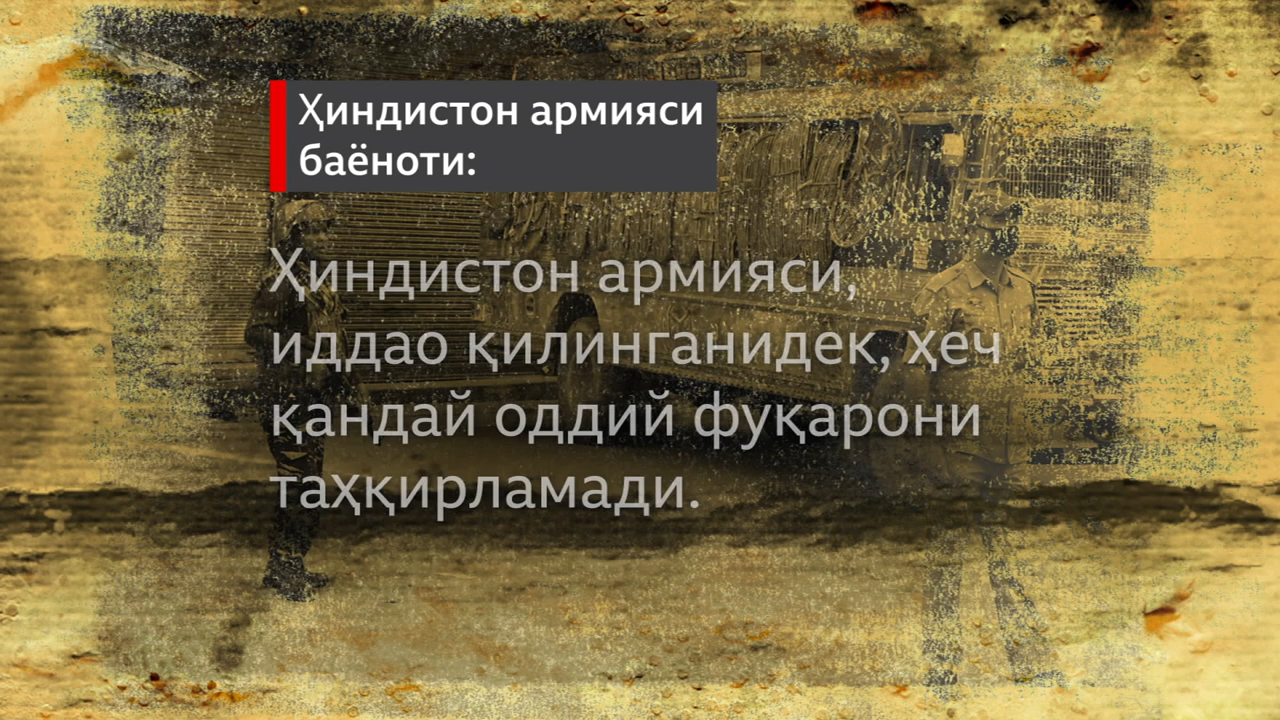 Ҳиндистон армияси
баёноти:
Ҳиндистон армияси,
иддао қилинганидек, ҳеч
қандай оддий фуқарони
таҳқирламади.